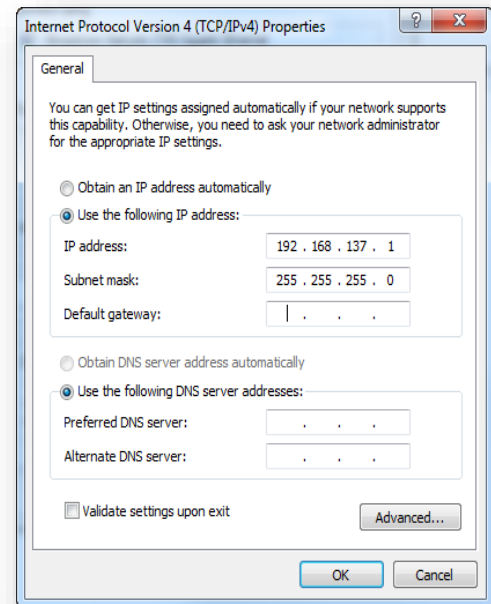 Internet Protocol Version 4 (TCP/IPv4) Properties
General
You can get IP settings assigned automatically if your network supports
this capability. Otherwise, you need to ask your network administrator
for the appropriate IP settings.
Obtain an IP address automatically
Use the following IP address:
IP address: 192 . 168 . 137 . 1
Subnet mask: 255 . 255 . 255 . 0
Default gateway: . . .
Obtain DNS server address automatically
Use the following DNS server addresses:
Preferred DNS server: . . .
Alternate DNS server: . . .
Validate settings upon exit
Advanced...
OK Cancel